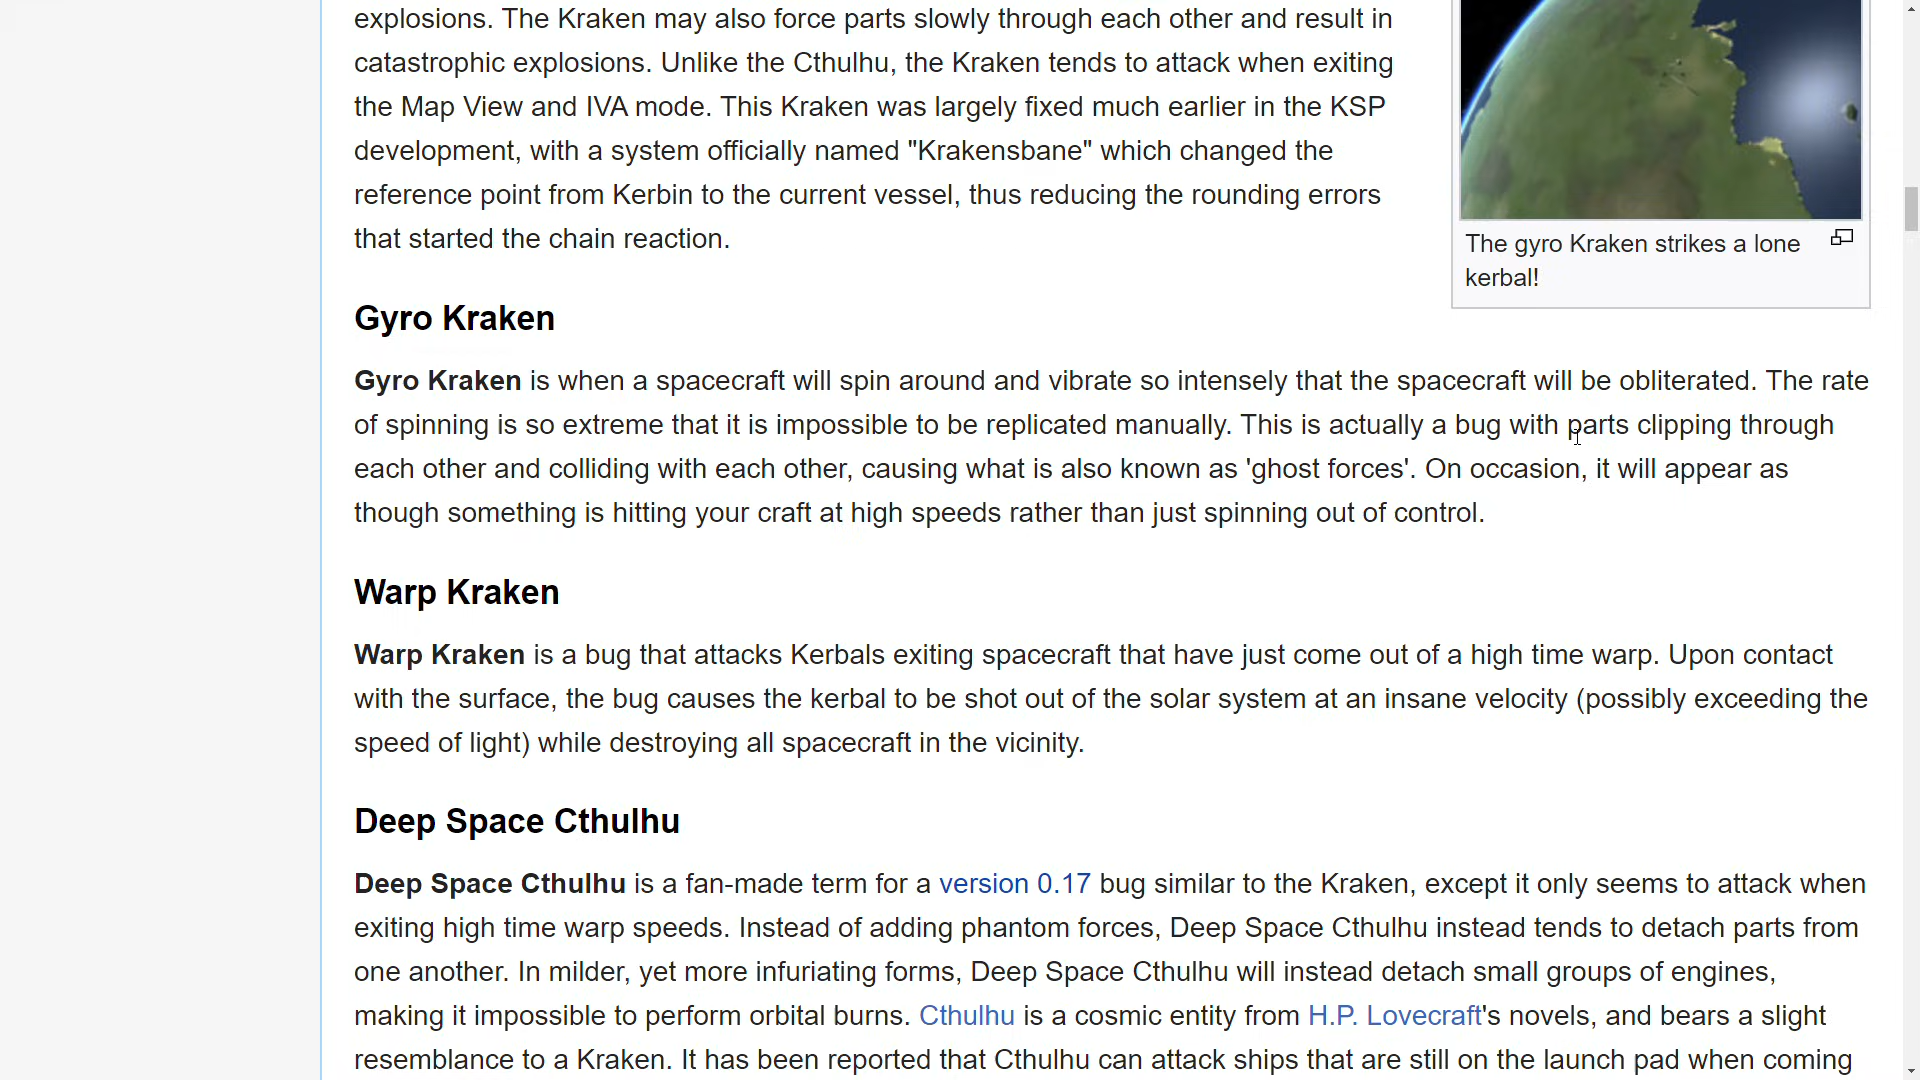 explosions. The Kraken may also force parts slowly through each other and result in
catastrophic explosions. Unlike the Cthulhu, the Kraken tends to attack when exiting
the Map View and IVA mode. This Kraken was largely fixed much earlier in the KSP
development, with a system officially named "Krakensbane" which changed the
reference point from Kerbin to the current vessel, thus reducing the rounding errors
that started the chain reaction.
The gyro Kraken strikes a lone
kerbal!
Gyro Kraken
Gyro Kraken is when a spacecraft will spin around and vibrate so intensely that the spacecraft will be obliterated. The rate
of spinning is so extreme that it is impossible to be replicated manually. This is actually a bug with parts clipping through
each other and colliding with each other, causing what is also known as 'ghost forces'. On occasion, it will appear as
though something is hitting your craft at high speeds rather than just spinning out of control.
Warp Kraken
Warp Kraken is a bug that attacks Kerbals exiting spacecraft that have just come out of a high time warp. Upon contact
with the surface, the bug causes the kerbal to be shot out of the solar system at an insane velocity (possibly exceeding the
speed of light) while destroying all spacecraft in the vicinity.
Deep Space Cthulhu
Deep Space Cthulhu is a fan-made term for a version 0.17 bug similar to the Kraken, except it only seems to attack when
exiting high time warp speeds. Instead of adding phantom forces, Deep Space Cthulhu instead tends to detach parts from
one another. In milder, yet more infuriating forms, Deep Space Cthulhu will instead detach small groups of engines,
making it impossible to perform orbital burns. Cthulhu is a cosmic entity from H.P. Lovecraft's novels, and bears a slight
resemblance to a Kraken. It has been reported that Cthulhu can attack ships that are still on the launch pad when coming